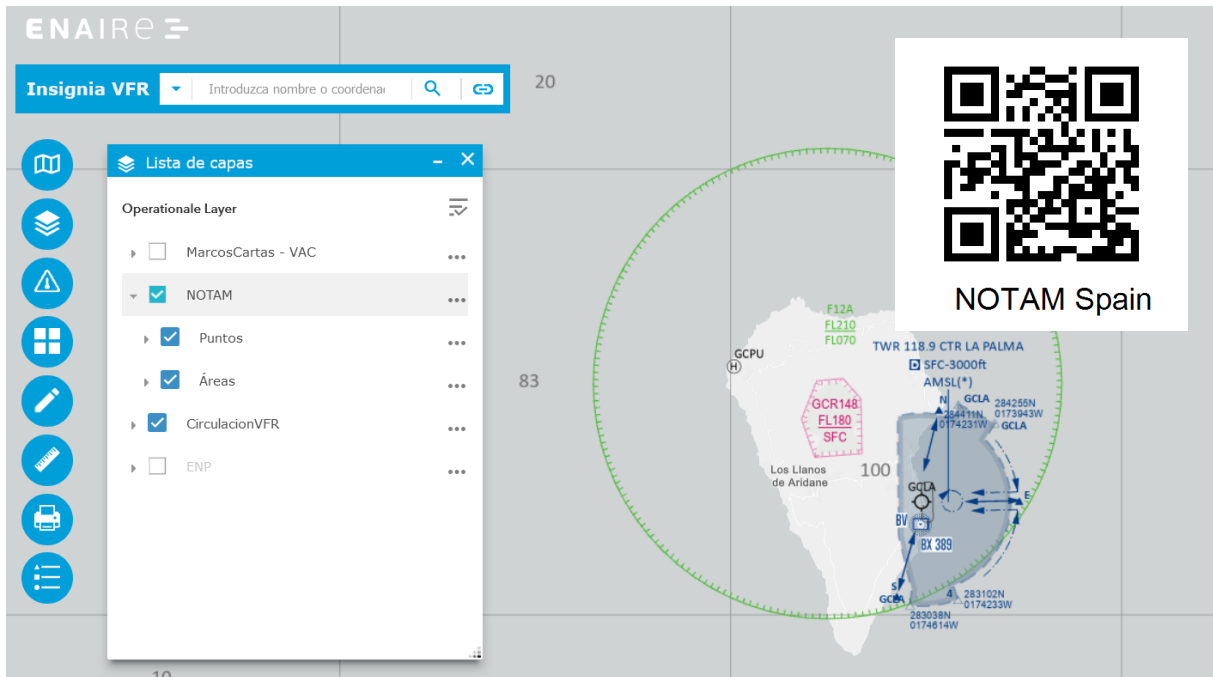 ENAIRe
Insignia VFR
Introduzca nombre o coordena
20
Lista de capas
Operationale Layer
MarcosCartas - VAC
NOTAM
Puntos
Áreas
CirculacionVFR
ENP
NOTAM Spain
F12A
FL210
FL070
GCPU
H
TWR 118.9 CTR LA PALMA
D SFC-3000ft
AMSL(*)
83
GCR148
FL180
SFC
N
GCLA
284255N
0173943W
284411N
0174231W
GCLA
Los Llanos
de Aridane
100
GCLA
E
BV
BX 389
S
GCLA
4
283102N
0174233W
283038N
0174614W
10